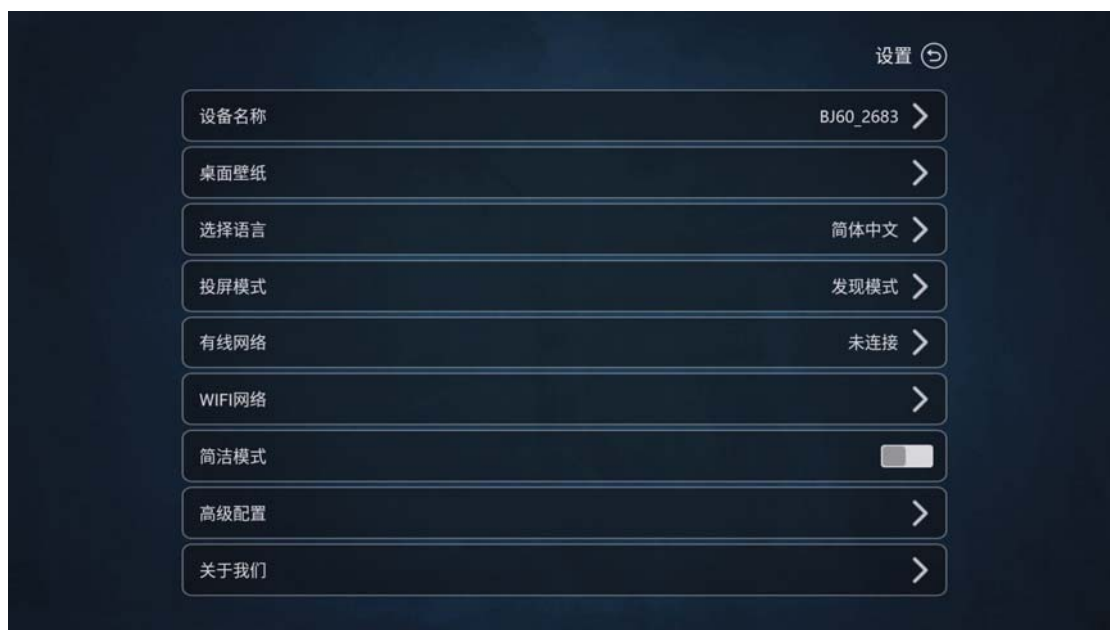 设置
设备名称 BJ60_2683
桌面壁纸
选择语言 简体中文
投屏模式 发现模式
有线网络 未连接
WIFI网络
简洁模式
高级配置
关于我们